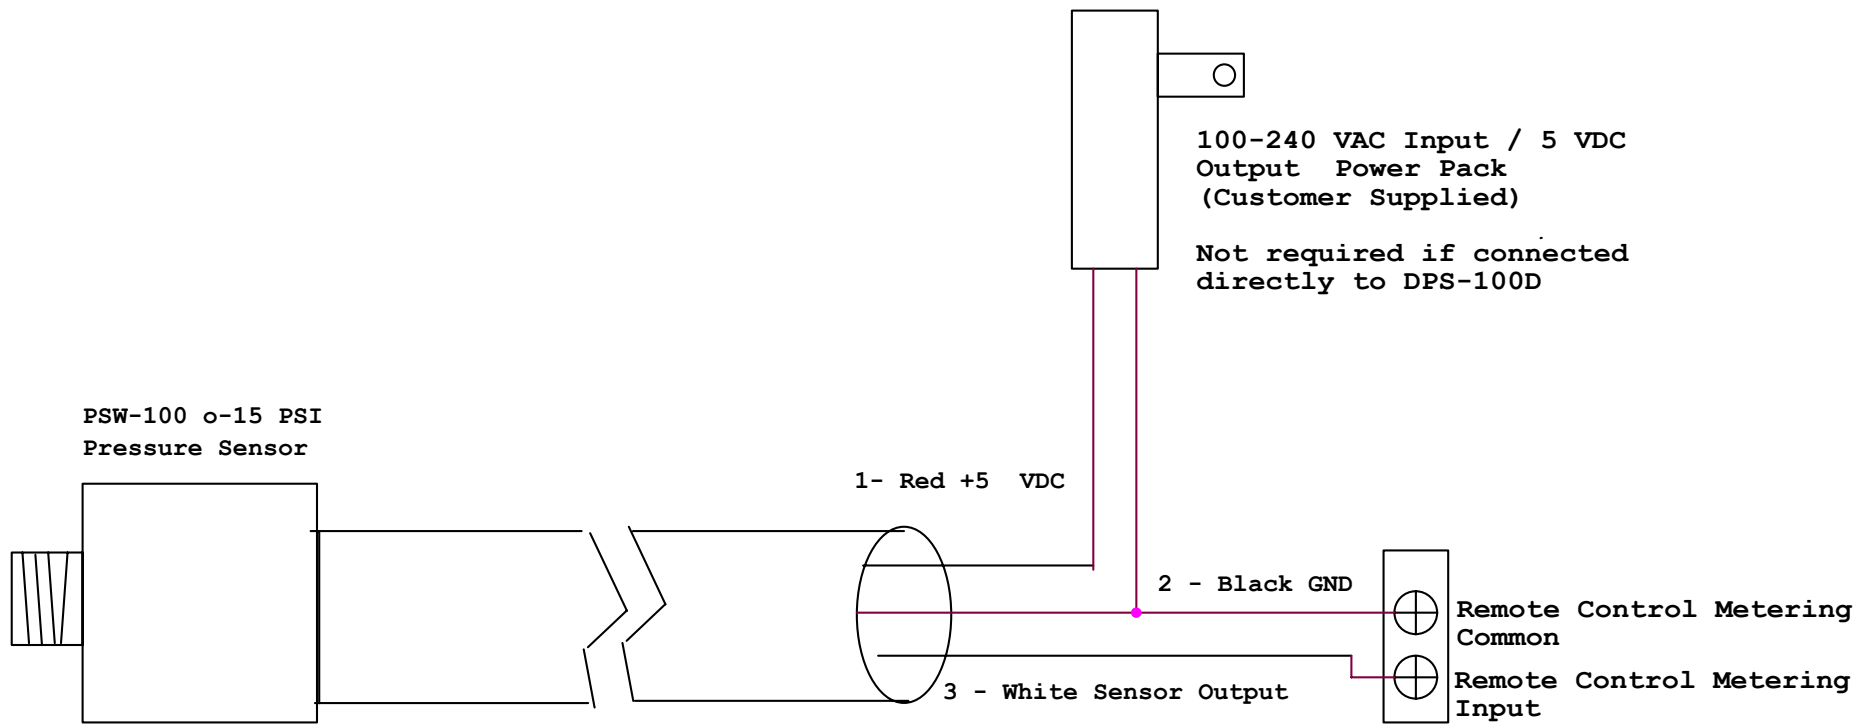 100-240 VAC Input / 5 VDC
Output Power Pack
(Customer Supplied)
Not required if connected
directly to DPS-100D
PSW-100 o-15 PSI
Pressure Sensor
1- Red +5 VDC
2 - Black GND
Remote Control Metering
Common
3 - White Sensor Output
Remote Control Metering
Input